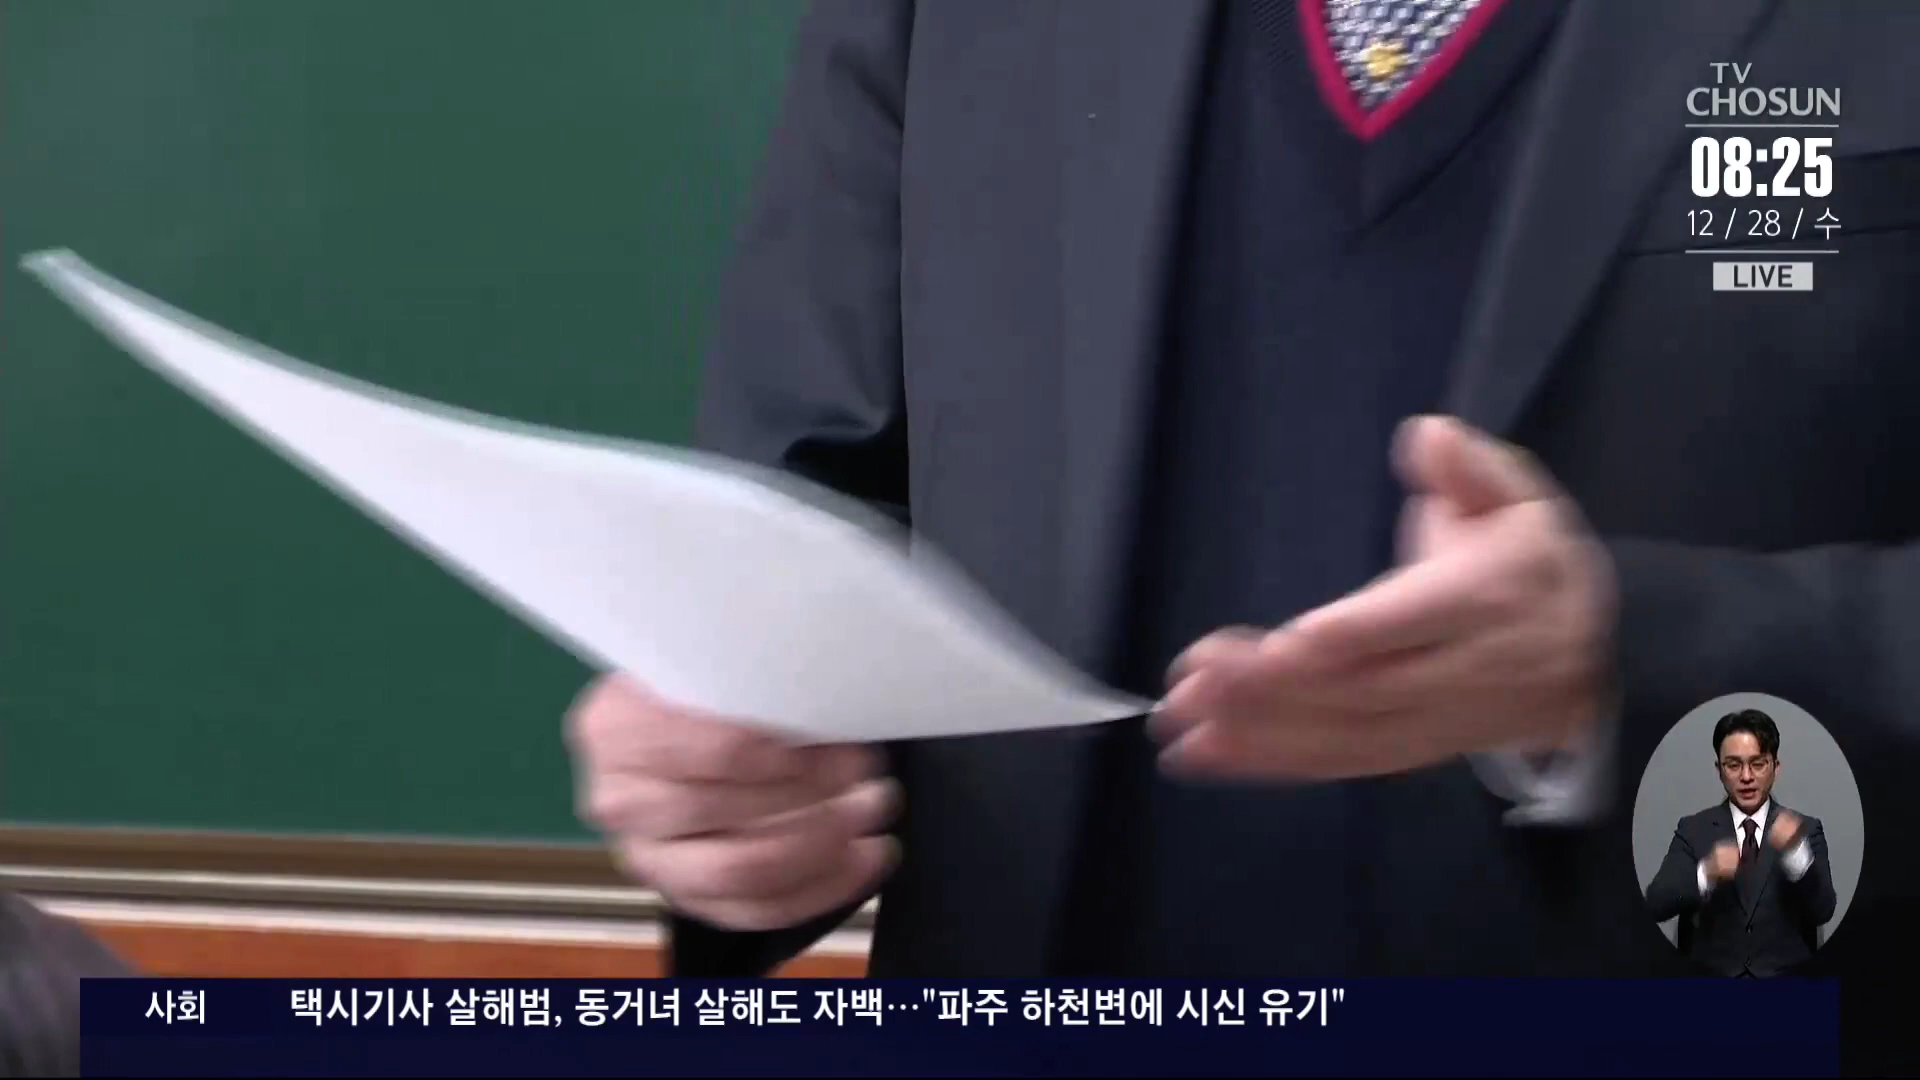 TV
CHOSUN
08:25
12 / 28 / 수
LIVE
사회 택시기사 살해범, 동거녀 살해도 자백…"파주 하천변에 시신 유기"